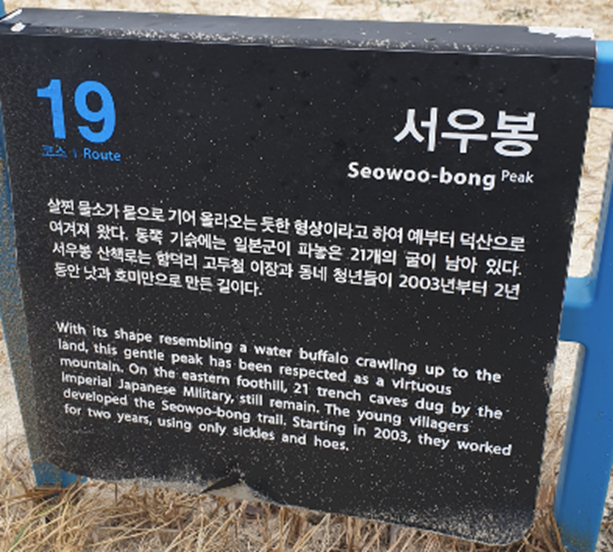 19
코스 | Route
서우봉
Seowoo-bong Peak
살찐 물소가 뭍으로 기어 올라오는 듯한 형상이라고 하여 예부터 덕산으로
여겨져 왔다. 동쪽 기슭에는 일본군이 파놓은 21개의 굴이 남아 있다.
서우봉 산책로는 함덕리 고두철 이장과 동네 청년들이 2003년부터 2년
동안 낫과 호미만으로 만든 길이다.
With its shape resembling a water buffalo crawling up to the
land, this gentle peak has been respected as a virtuous
mountain. On the eastern foothill, 21 trench caves dug by the
Imperial Japanese Military, still remain. The young villagers
developed the Seowoo-bong trail. Starting in 2003, they worked
for two years, using only sickles and hoes.